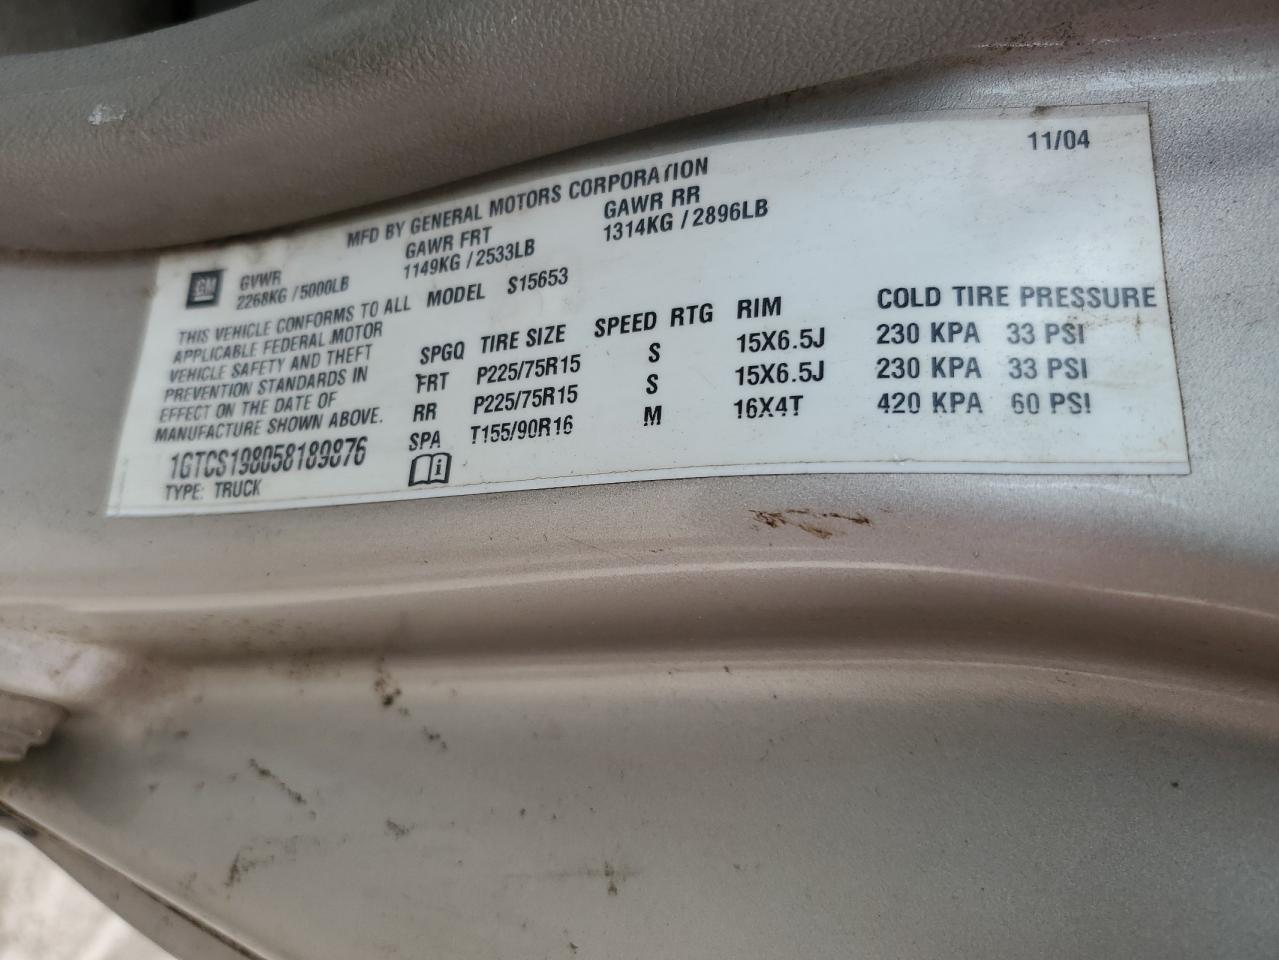 11/04
MFD BY GENERAL MOTORS CORPORATION
GM GVWR GAWR FRT GAWR RR
2268KG / 5000LB 1149KG / 2533LB 1314KG / 2896LB
THIS VEHICLE CONFORMS TO ALL
APPLICABLE FEDERAL MOTOR
VEHICLE SAFETY AND THEFT
PREVENTION STANDARDS IN
EFFECT ON THE DATE OF
MANUFACTURE SHOWN ABOVE.
1GTCS198058189876
TYPE: TRUCK
MODEL S15653
SPGQ TIRE SIZE SPEED RTG RIM COLD TIRE PRESSURE
FRT P225/75R15 S 15X6.5J 230 KPA 33 PSI
RR P225/75R15 S 15X6.5J 230 KPA 33 PSI
SPA T155/90R16 M 16X4T 420 KPA 60 PSI
i